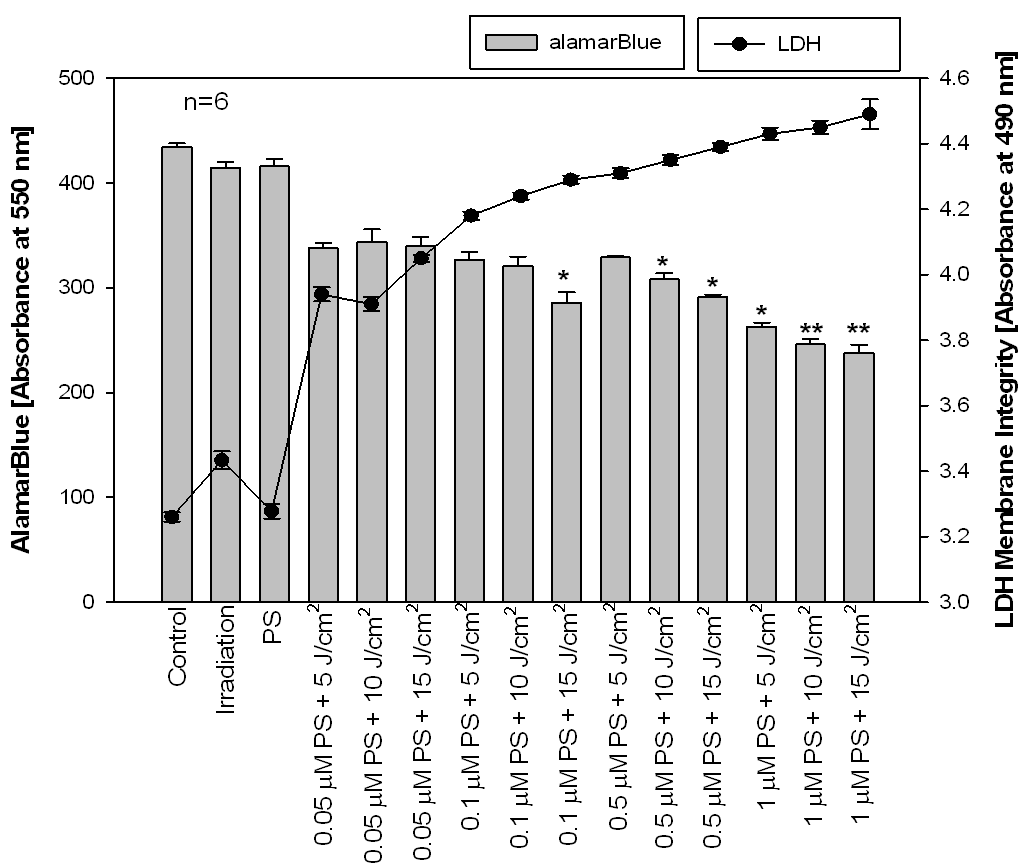 alamarBlue
LDH
n=6
AlamarBlue [Absorbance at 550 nm]
500
400
300
200
100
0
*
*
*
*
**
**
4.6
4.4
4.2
4.0
3.8
3.6
3.4
3.2
3.0
LDH Membrane Integrity [Absorbance at 490 nm]
Control
Irradiation
PS
0.05 μM PS + 5 J/cm²
0.05 μM PS + 10 J/cm²
0.05 μM PS + 15 J/cm²
0.1 μM PS + 5 J/cm²
0.1 μM PS + 10 J/cm²
0.1 μM PS + 15 J/cm²
0.5 μM PS + 5 J/cm²
0.5 μM PS + 10 J/cm²
0.5 μM PS + 15 J/cm²
1 μM PS + 5 J/cm²
1 μM PS + 10 J/cm²
1 μM PS + 15 J/cm²